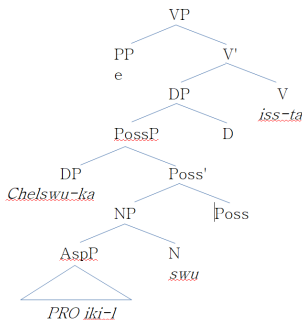 VP
PP V'
e
DP V
iss-ta
PossP D
DP Poss'
Chelswu-ka
NP Poss
AspP N
swu
PRO iki-l